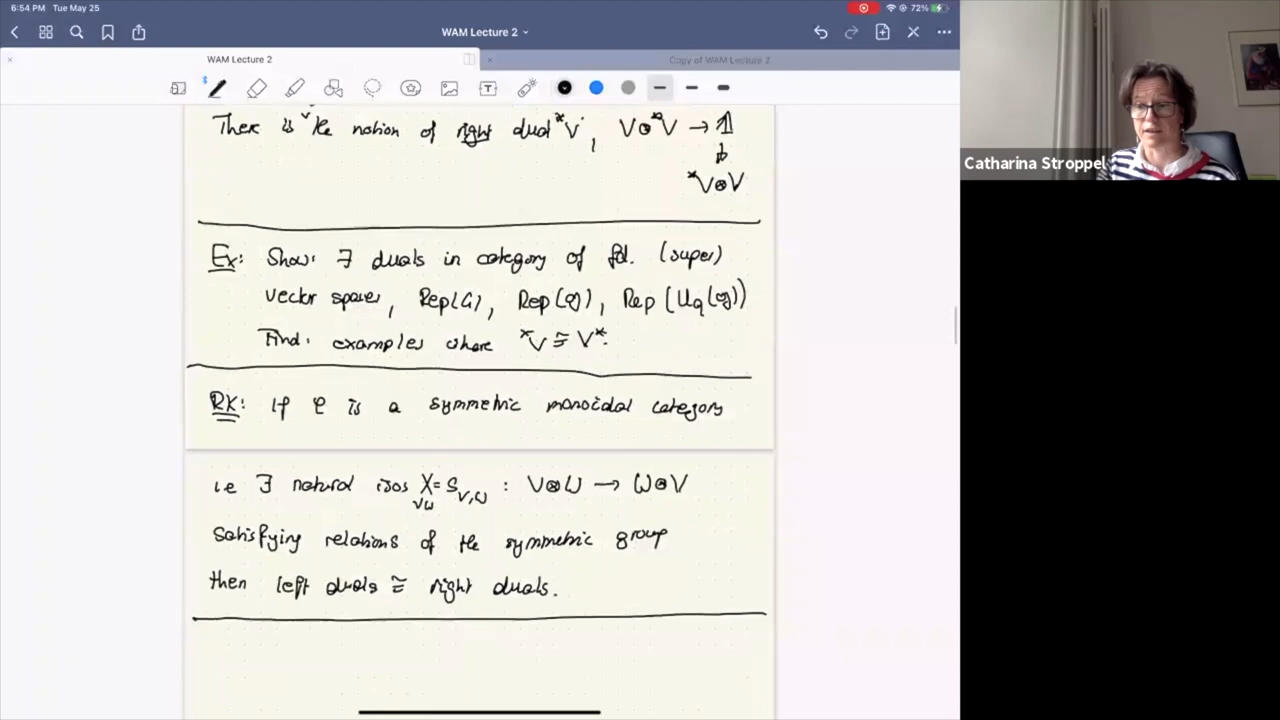 6:54 PM Tue May 25
72%
WAM Lecture 2
WAM Lecture 2
Copy of WAM Lecture 2
There is the notion of right dual *V, V⊗*V → 𝟙
*V⊗V
Ex: Show: ∃ duals in category of fd. (super)
vector spaces, Rep(G), Rep(g), Rep(Uq(g))
Find: examples where *V ≅ V*.
RK: If C is a symmetric monoidal category
i.e ∃ natural isos X = S_{V,W} : V⊗W → W⊗V
VW
satisfying relations of the symmetric group
then left duals ≅ right duals.
Catharina Stroppel